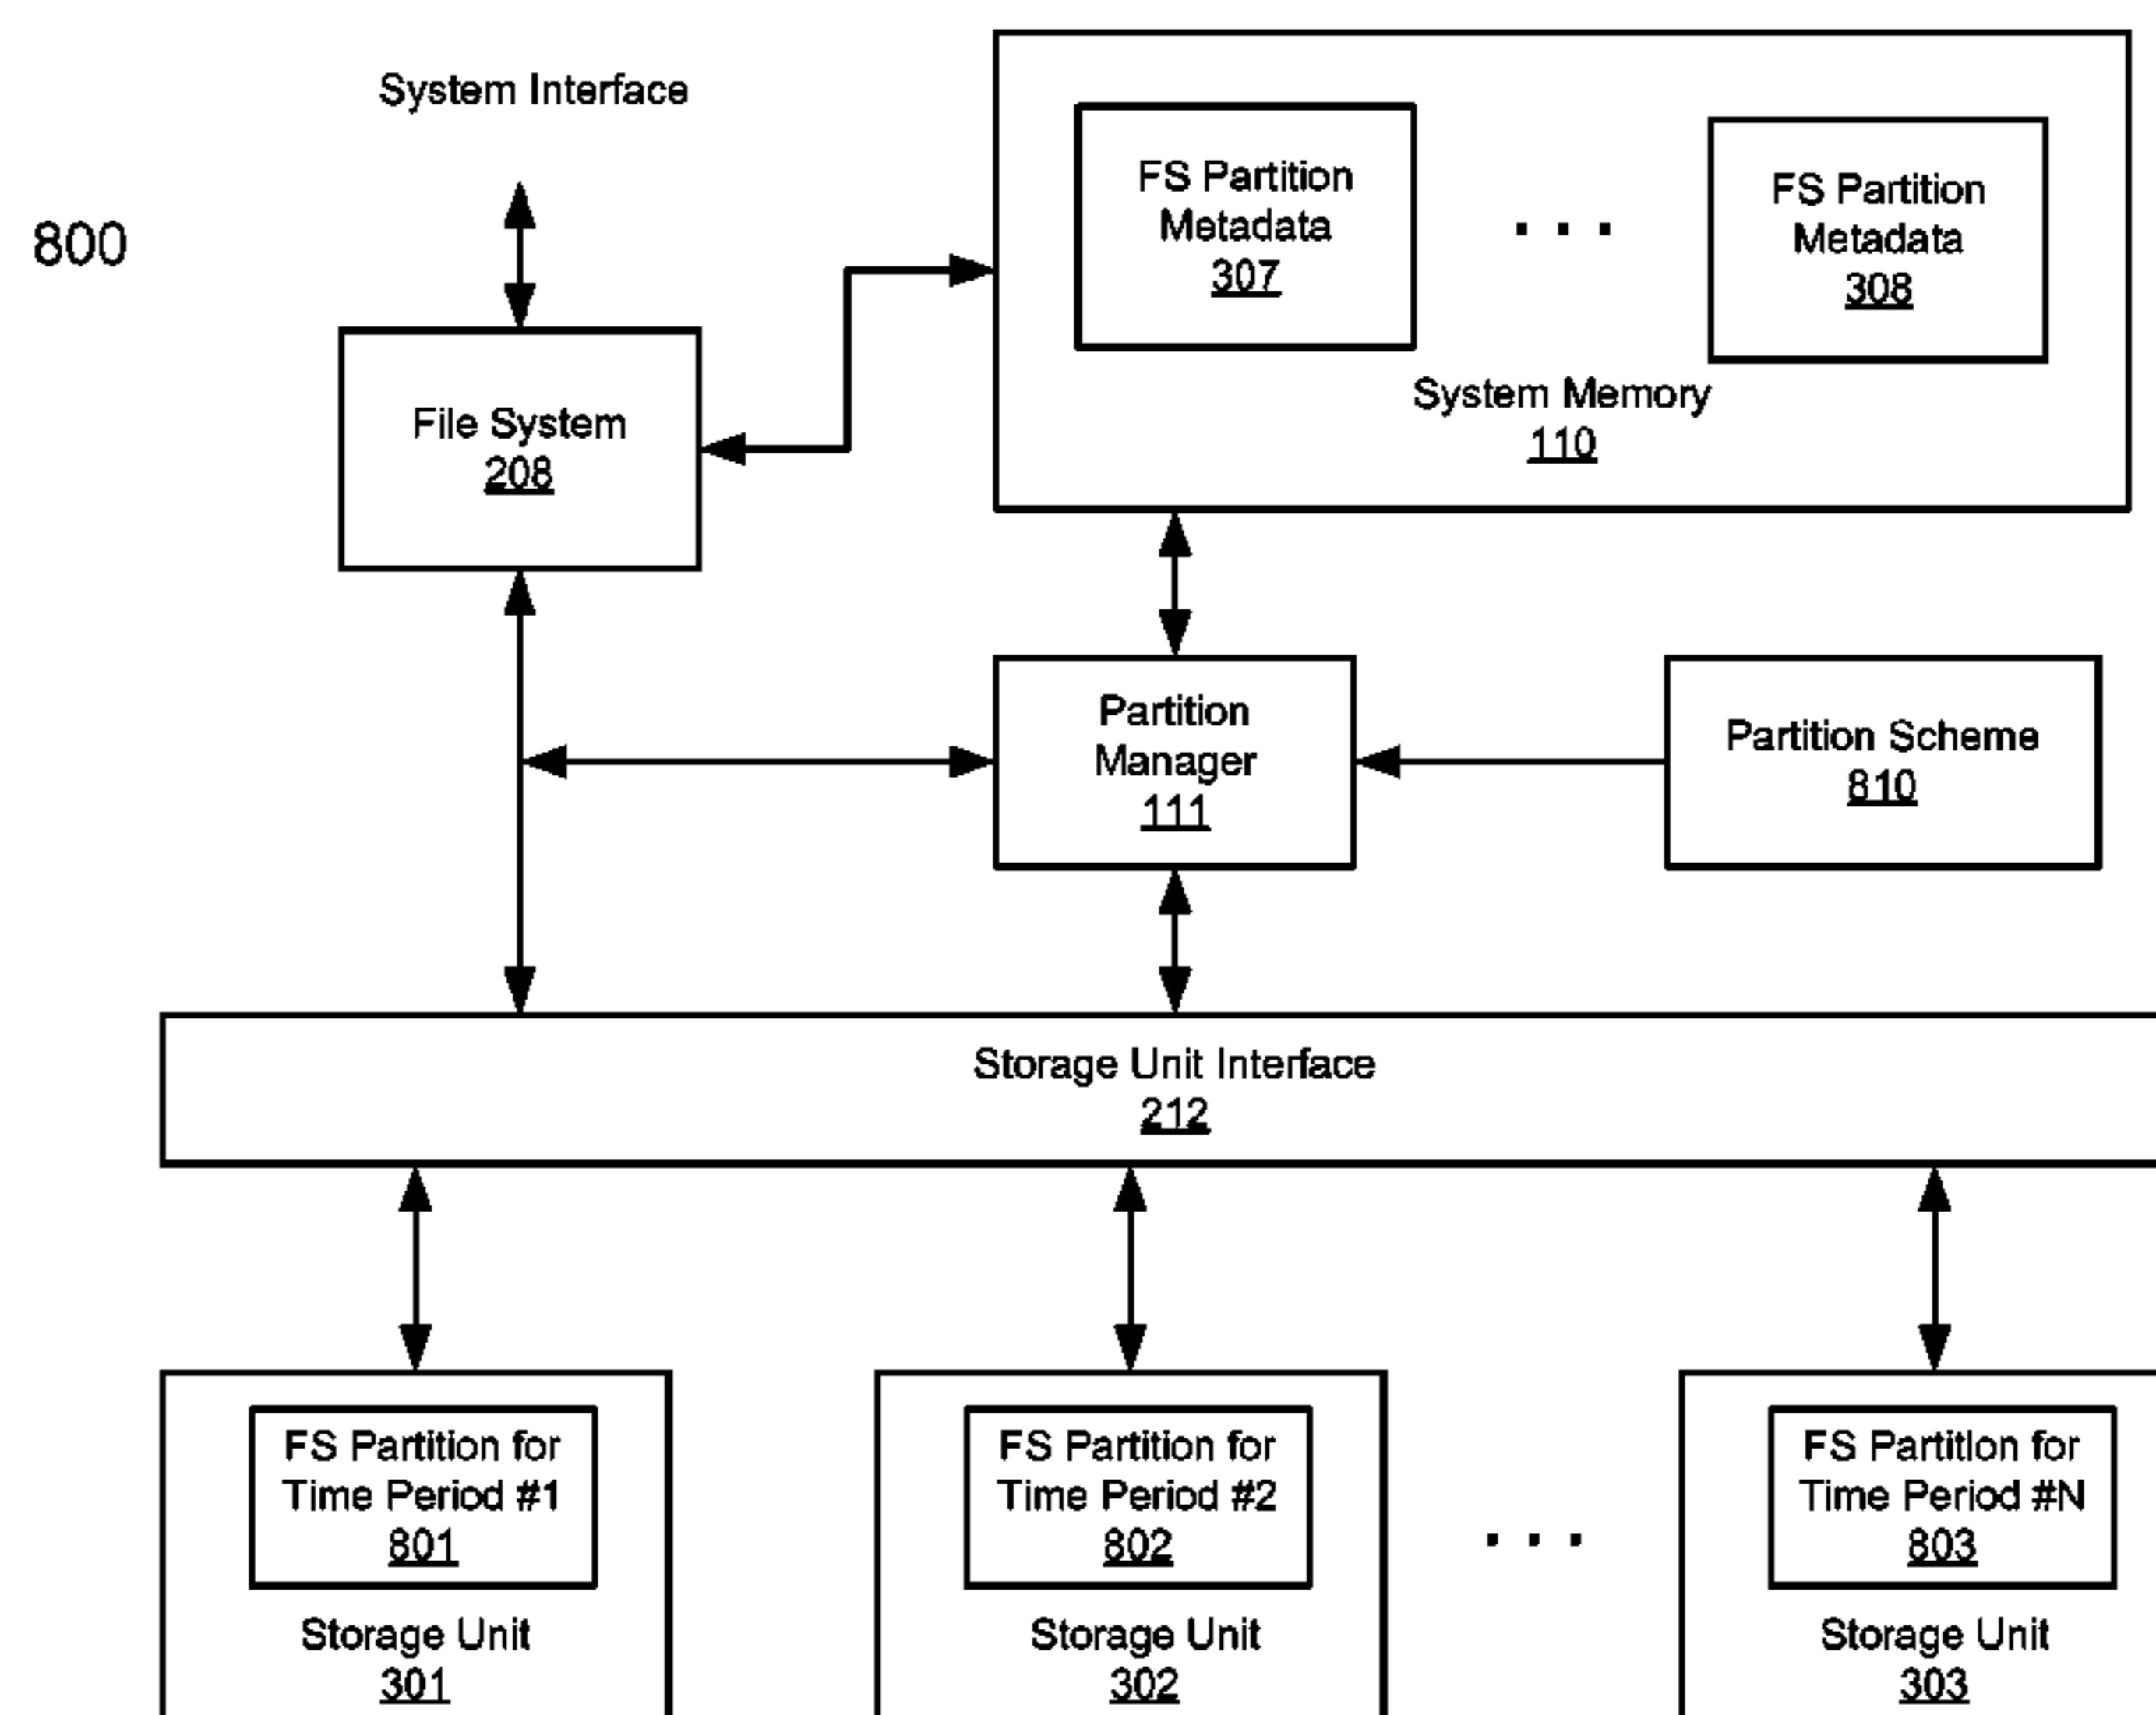 System Interface
800
FS Partition
Metadata
307
. . .
FS Partition
Metadata
308
System Memory
110
File System
208
Partition
Manager
111
Partition Scheme
810
Storage Unit Interface
212
FS Partition for
Time Period #1
801
Storage Unit
301
FS Partition for
Time Period #2
802
Storage Unit
302
. . .
FS Partition for
Time Period #N
803
Storage Unit
303